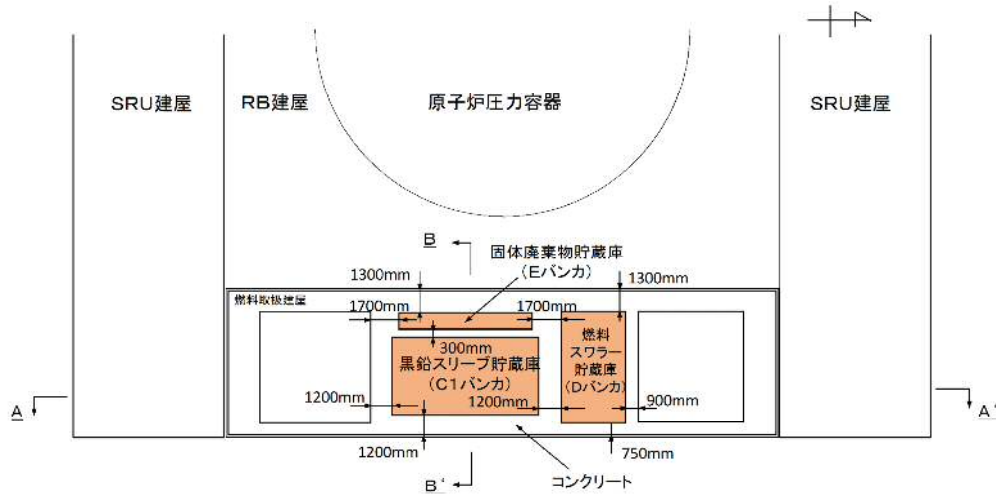 SRU建屋
RB建屋
原子炉圧力容器
SRU建屋
B
固体廃棄物貯蔵庫
(Eバンカ)
1300mm
1300mm
燃料取扱建屋
1700mm
1700mm
300mm
燃料
スワラー
貯蔵庫
(Dバンカ)
黒鉛スリーブ貯蔵庫
(C1バンカ)
A
1200mm
1200mm
900mm
A'
1200mm
750mm
B'
コンクリート